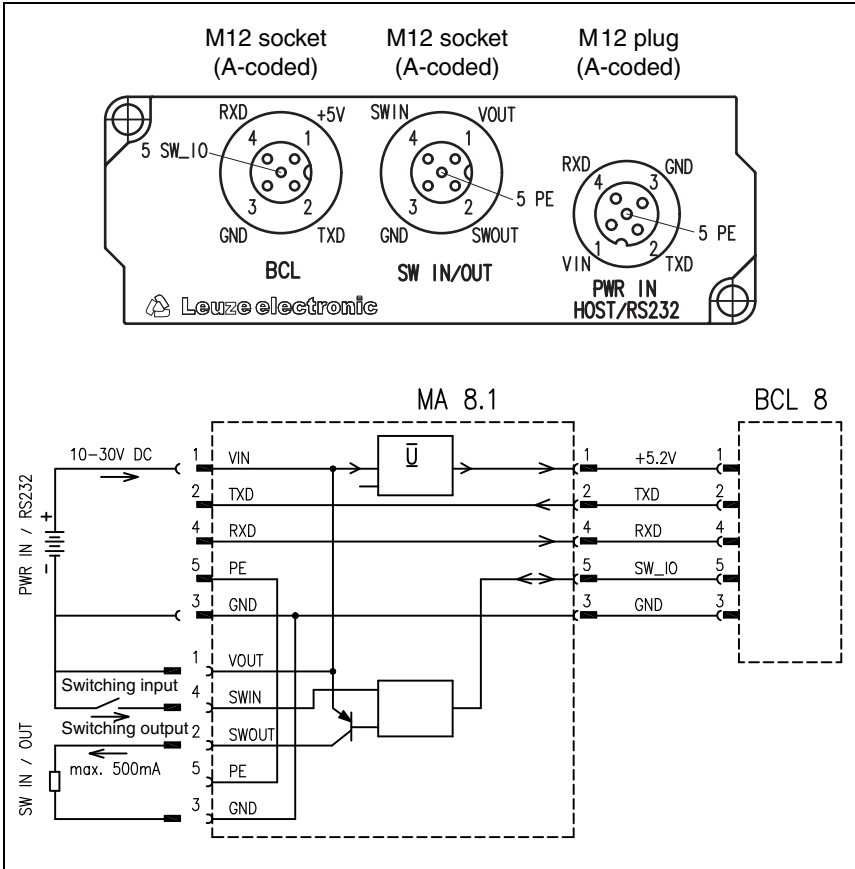 M12 socket (A-coded)
M12 socket (A-coded)
M12 plug (A-coded)
RXD +5V
4 1
5 SW_IO
3 2
GND TXD
BCL
SWIN VOUT
4 1
5 PE
3 2
GND SWOUT
SW IN/OUT
RXD GND
4 3
5 PE
1 2
VIN TXD
PWR IN
HOST/RS232
Leuze electronic
MA 8.1
BCL 8
PWR IN / RS232
+
-
10-30V DC
1 VIN
U
1 +5.2V 1
2 TXD
2 TXD 2
4 RXD
4 RXD 4
5 PE
5 SW_IO 5
3 GND
3 GND 3
1 VOUT
Switching input
4 SWIN
Switching output
2 SWOUT
max. 500mA
5 PE
3 GND
SW IN / OUT